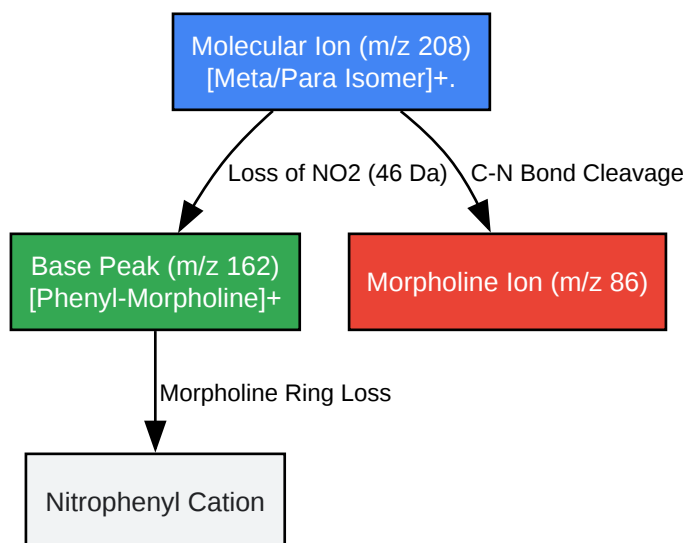 Molecular Ion (m/z 208)
[Meta/Para Isomer]+.
Loss of NO2 (46 Da)
C-N Bond Cleavage
Base Peak (m/z 162)
[Phenyl-Morpholine]+
Morpholine Ion (m/z 86)
Morpholine Ring Loss
Nitrophenyl Cation